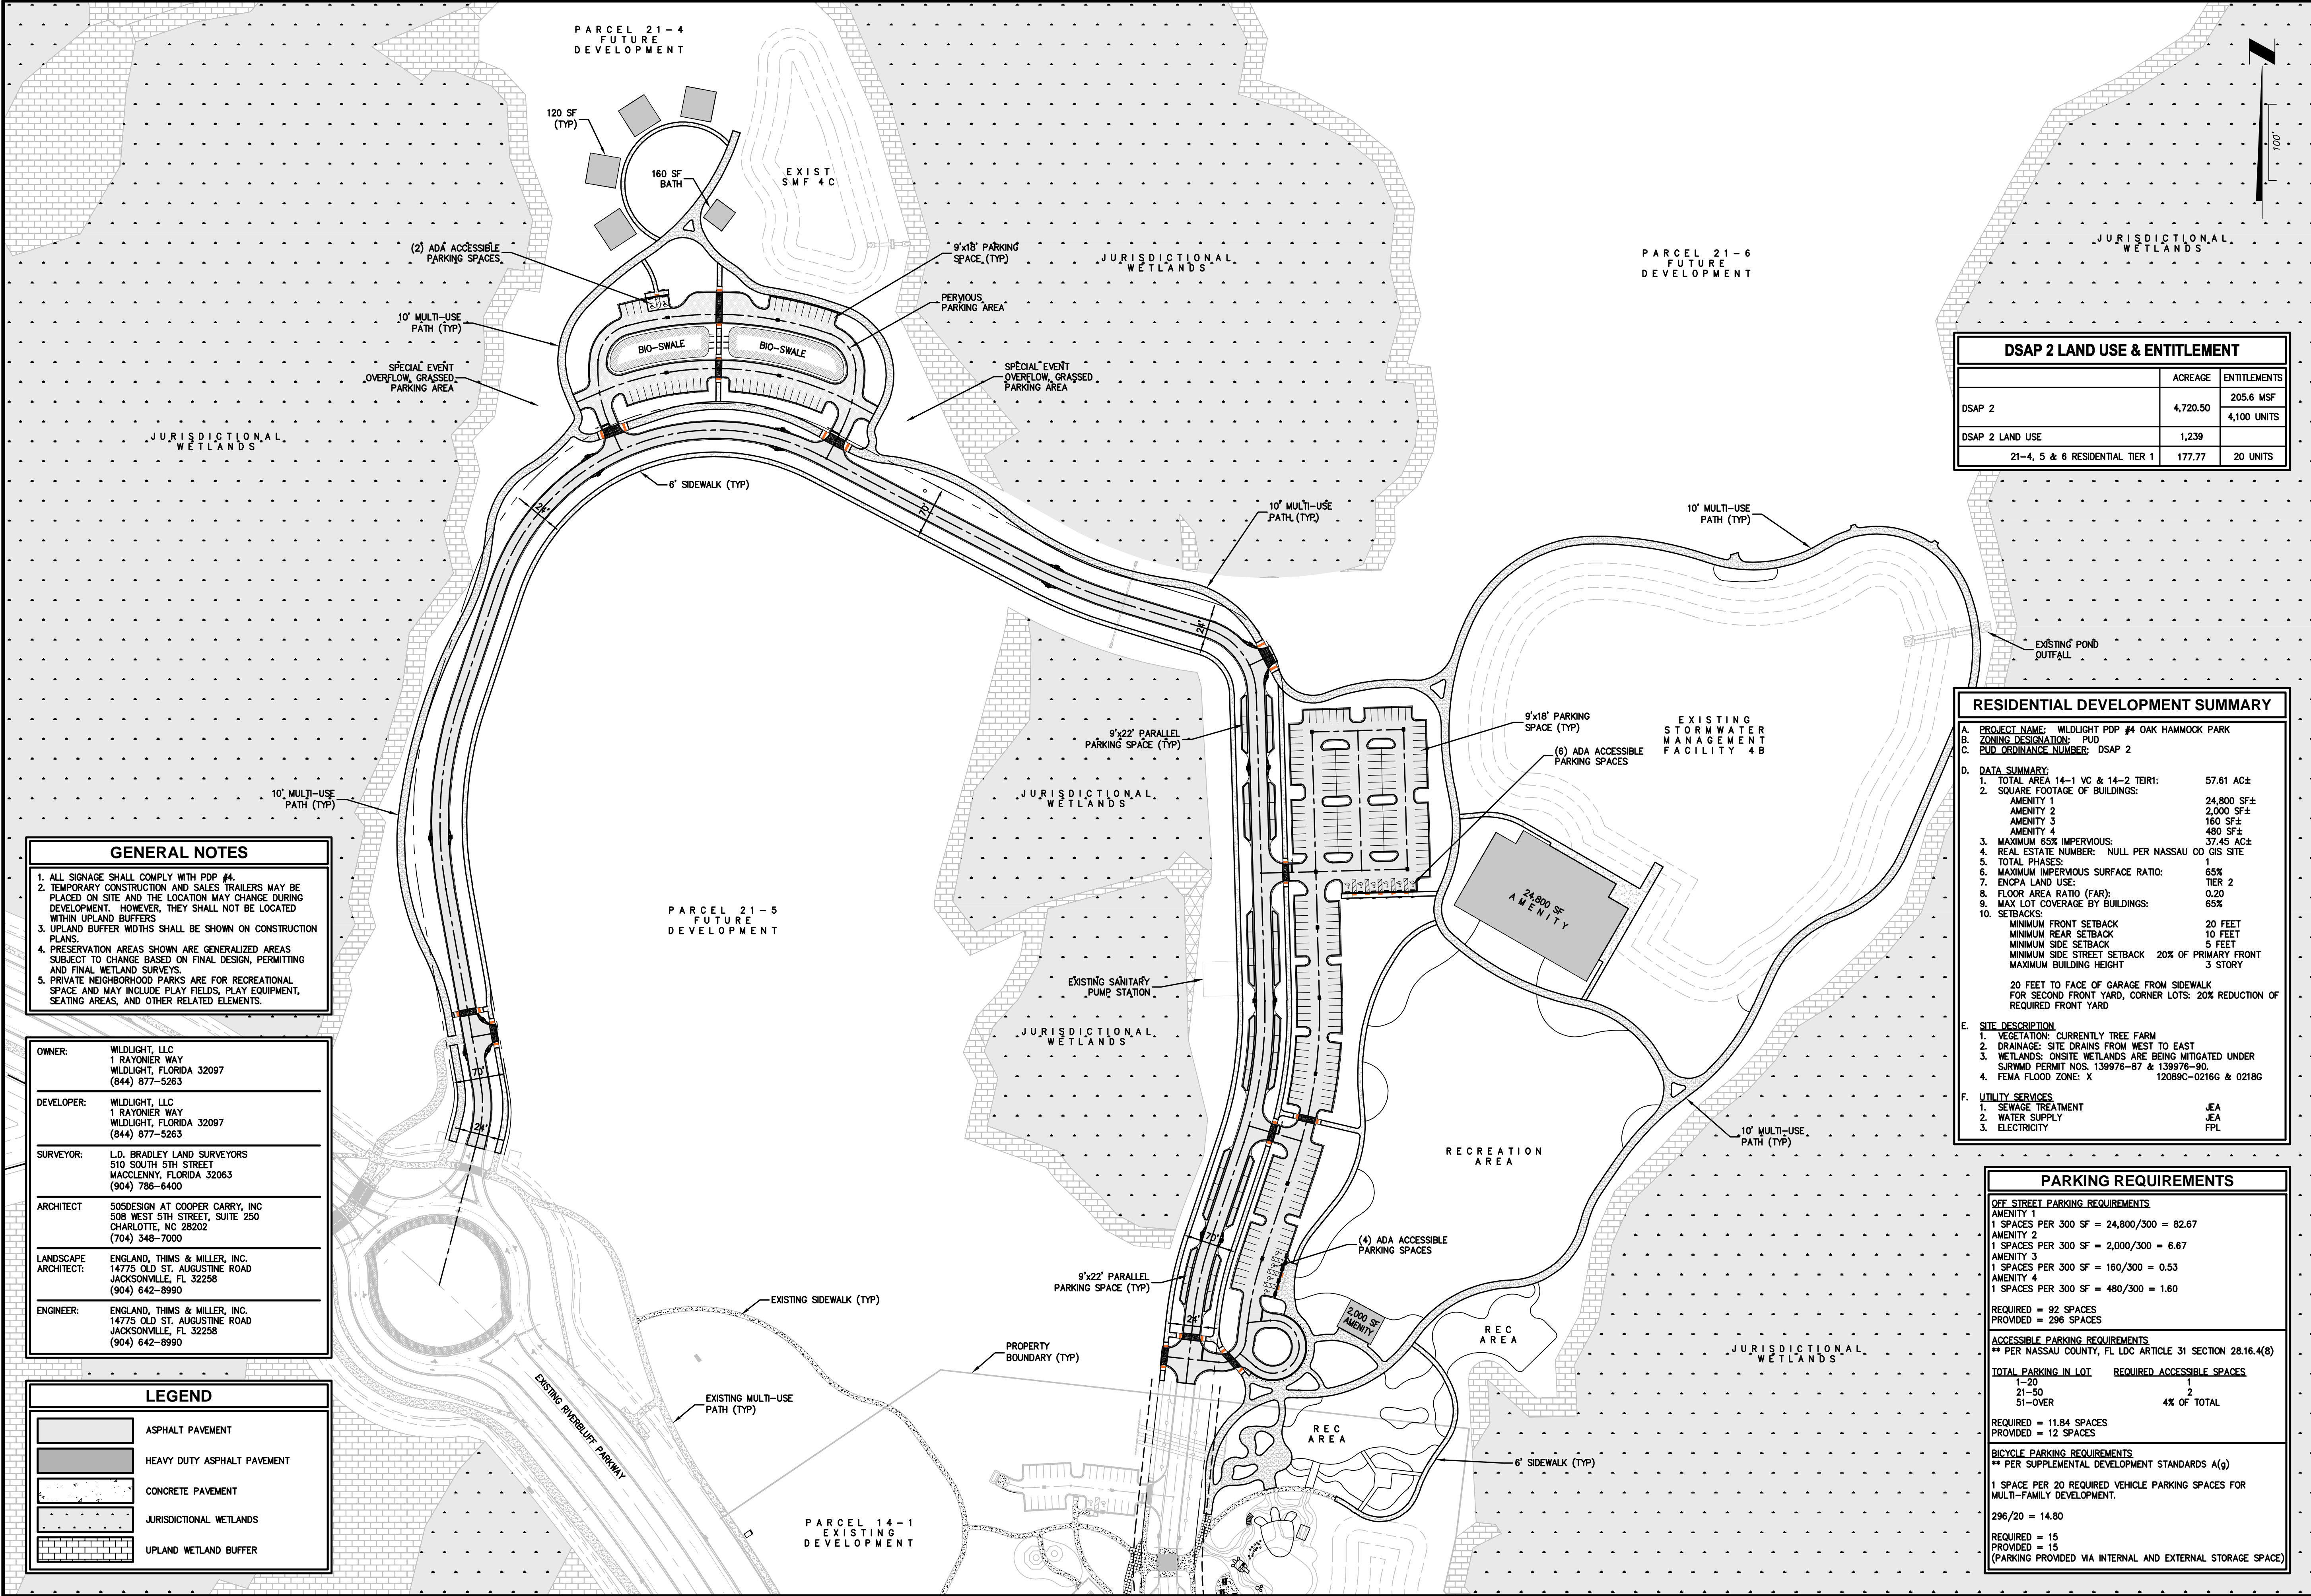 PARCEL 21-4
FUTURE
DEVELOPMENT
120 SF
(TYP)
160 SF
BATH
EXIST
SMF 4C
(2) ADA ACCESSIBLE
PARKING SPACES
9'x18' PARKING
SPACE (TYP)
JURISDICTIONAL
WETLANDS
PERVIOUS
PARKING AREA
10' MULTI-USE
PATH (TYP)
BIO-SWALE
BIO-SWALE
SPECIAL EVENT
OVERFLOW, GRASSED
PARKING AREA
SPECIAL EVENT
OVERFLOW, GRASSED
PARKING AREA
JURISDICTIONAL
WETLANDS
6' SIDEWALK (TYP)
24'
70'
10' MULTI-USE
PATH (TYP)
24'
PARCEL 21-6
FUTURE
DEVELOPMENT
100'
JURISDICTIONAL
WETLANDS
10' MULTI-USE
PATH (TYP)
EXISTING POND
OUTFALL
DSAP 2 LAND USE & ENTITLEMENT
ACREAGE ENTITLEMENTS
DSAP 2 4,720.50 205.6 MSF
4,100 UNITS
DSAP 2 LAND USE 1,239
21-4, 5 & 6 RESIDENTIAL TIER 1 177.77 20 UNITS
9'x22' PARALLEL
PARKING SPACE (TYP)
9'x18' PARKING
SPACE (TYP)
(6) ADA ACCESSIBLE
PARKING SPACES
EXISTING
STORMWATER
MANAGEMENT
FACILITY 4B
JURISDICTIONAL
WETLANDS
24,800 SF
AMENITY
10' MULTI-USE
PATH (TYP)
PARCEL 21-5
FUTURE
DEVELOPMENT
EXISTING SANITARY
PUMP STATION
JURISDICTIONAL
WETLANDS
70'
24'
RECREATION
AREA
10' MULTI-USE
PATH (TYP)
70'
(4) ADA ACCESSIBLE
PARKING SPACES
9'x22' PARALLEL
PARKING SPACE (TYP)
24'
2,000 SF
AMENITY
REC
AREA
JURISDICTIONAL
WETLANDS
EXISTING SIDEWALK (TYP)
PROPERTY
BOUNDARY (TYP)
EXISTING MULTI-USE
PATH (TYP)
EXISTING RIVERBLUFF PARKWAY
REC
AREA
6' SIDEWALK (TYP)
PARCEL 14-1
EXISTING
DEVELOPMENT
GENERAL NOTES
1. ALL SIGNAGE SHALL COMPLY WITH PDP #4.
2. TEMPORARY CONSTRUCTION AND SALES TRAILERS MAY BE
PLACED ON SITE AND THE LOCATION MAY CHANGE DURING
DEVELOPMENT. HOWEVER, THEY SHALL NOT BE LOCATED
WITHIN UPLAND BUFFERS
3. UPLAND BUFFER WIDTHS SHALL BE SHOWN ON CONSTRUCTION
PLANS.
4. PRESERVATION AREAS SHOWN ARE GENERALIZED AREAS
SUBJECT TO CHANGE BASED ON FINAL DESIGN, PERMITTING
AND FINAL WETLAND SURVEYS.
5. PRIVATE NEIGHBORHOOD PARKS ARE FOR RECREATIONAL
SPACE AND MAY INCLUDE PLAY FIELDS, PLAY EQUIPMENT,
SEATING AREAS, AND OTHER RELATED ELEMENTS.
OWNER: WILDLIGHT, LLC
1 RAYONIER WAY
WILDLIGHT, FLORIDA 32097
(844) 877-5263
DEVELOPER: WILDLIGHT, LLC
1 RAYONIER WAY
WILDLIGHT, FLORIDA 32097
(844) 877-5263
SURVEYOR: L.D. BRADLEY LAND SURVEYORS
510 SOUTH 5TH STREET
MACCLENNY, FLORIDA 32063
(904) 786-6400
ARCHITECT 505DESIGN AT COOPER CARRY, INC
508 WEST 5TH STREET, SUITE 250
CHARLOTTE, NC 28202
(704) 348-7000
LANDSCAPE ENGLAND, THIMS & MILLER, INC.
ARCHITECT: 14775 OLD ST. AUGUSTINE ROAD
JACKSONVILLE, FL 32258
(904) 642-8990
ENGINEER: ENGLAND, THIMS & MILLER, INC.
14775 OLD ST. AUGUSTINE ROAD
JACKSONVILLE, FL 32258
(904) 642-8990
LEGEND
ASPHALT PAVEMENT
HEAVY DUTY ASPHALT PAVEMENT
CONCRETE PAVEMENT
JURISDICTIONAL WETLANDS
UPLAND WETLAND BUFFER
RESIDENTIAL DEVELOPMENT SUMMARY
A. PROJECT NAME: WILDLIGHT PDP #4 OAK HAMMOCK PARK
B. ZONING DESIGNATION: PUD
C. PUD ORDINANCE NUMBER: DSAP 2
D. DATA SUMMARY:
1. TOTAL AREA 14-1 VC & 14-2 TEIR1: 57.61 AC±
2. SQUARE FOOTAGE OF BUILDINGS:
AMENITY 1 24,800 SF±
AMENITY 2 2,000 SF±
AMENITY 3 160 SF±
AMENITY 4 480 SF±
3. MAXIMUM 65% IMPERVIOUS: 37.45 AC±
4. REAL ESTATE NUMBER: NULL PER NASSAU CO GIS SITE
5. TOTAL PHASES: 1
6. MAXIMUM IMPERVIOUS SURFACE RATIO: 65%
7. ENCPA LAND USE: TIER 2
8. FLOOR AREA RATIO (FAR): 0.20
9. MAX LOT COVERAGE BY BUILDINGS: 65%
10. SETBACKS:
MINIMUM FRONT SETBACK 20 FEET
MINIMUM REAR SETBACK 10 FEET
MINIMUM SIDE SETBACK 5 FEET
MINIMUM SIDE STREET SETBACK 20% OF PRIMARY FRONT
MAXIMUM BUILDING HEIGHT 3 STORY
20 FEET TO FACE OF GARAGE FROM SIDEWALK
FOR SECOND FRONT YARD, CORNER LOTS: 20% REDUCTION OF
REQUIRED FRONT YARD
E. SITE DESCRIPTION
1. VEGETATION: CURRENTLY TREE FARM
2. DRAINAGE: SITE DRAINS FROM WEST TO EAST
3. WETLANDS: ONSITE WETLANDS ARE BEING MITIGATED UNDER
SJRWMD PERMIT NOS. 139976-87 & 139976-90.
4. FEMA FLOOD ZONE: X 12089C-0216G & 0218G
F. UTILITY SERVICES
1. SEWAGE TREATMENT JEA
2. WATER SUPPLY JEA
3. ELECTRICITY FPL
PARKING REQUIREMENTS
OFF STREET PARKING REQUIREMENTS
AMENITY 1
1 SPACES PER 300 SF = 24,800/300 = 82.67
AMENITY 2
1 SPACES PER 300 SF = 2,000/300 = 6.67
AMENITY 3
1 SPACES PER 300 SF = 160/300 = 0.53
AMENITY 4
1 SPACES PER 300 SF = 480/300 = 1.60
REQUIRED = 92 SPACES
PROVIDED = 296 SPACES
ACCESSIBLE PARKING REQUIREMENTS
** PER NASSAU COUNTY, FL LDC ARTICLE 31 SECTION 28.16.4(8)
TOTAL PARKING IN LOT REQUIRED ACCESSIBLE SPACES
1-20 1
21-50 2
51-OVER 4% OF TOTAL
REQUIRED = 11.84 SPACES
PROVIDED = 12 SPACES
BICYCLE PARKING REQUIREMENTS
** PER SUPPLEMENTAL DEVELOPMENT STANDARDS A(g)
1 SPACE PER 20 REQUIRED VEHICLE PARKING SPACES FOR
MULTI-FAMILY DEVELOPMENT.
296/20 = 14.80
REQUIRED = 15
PROVIDED = 15
(PARKING PROVIDED VIA INTERNAL AND EXTERNAL STORAGE SPACE)